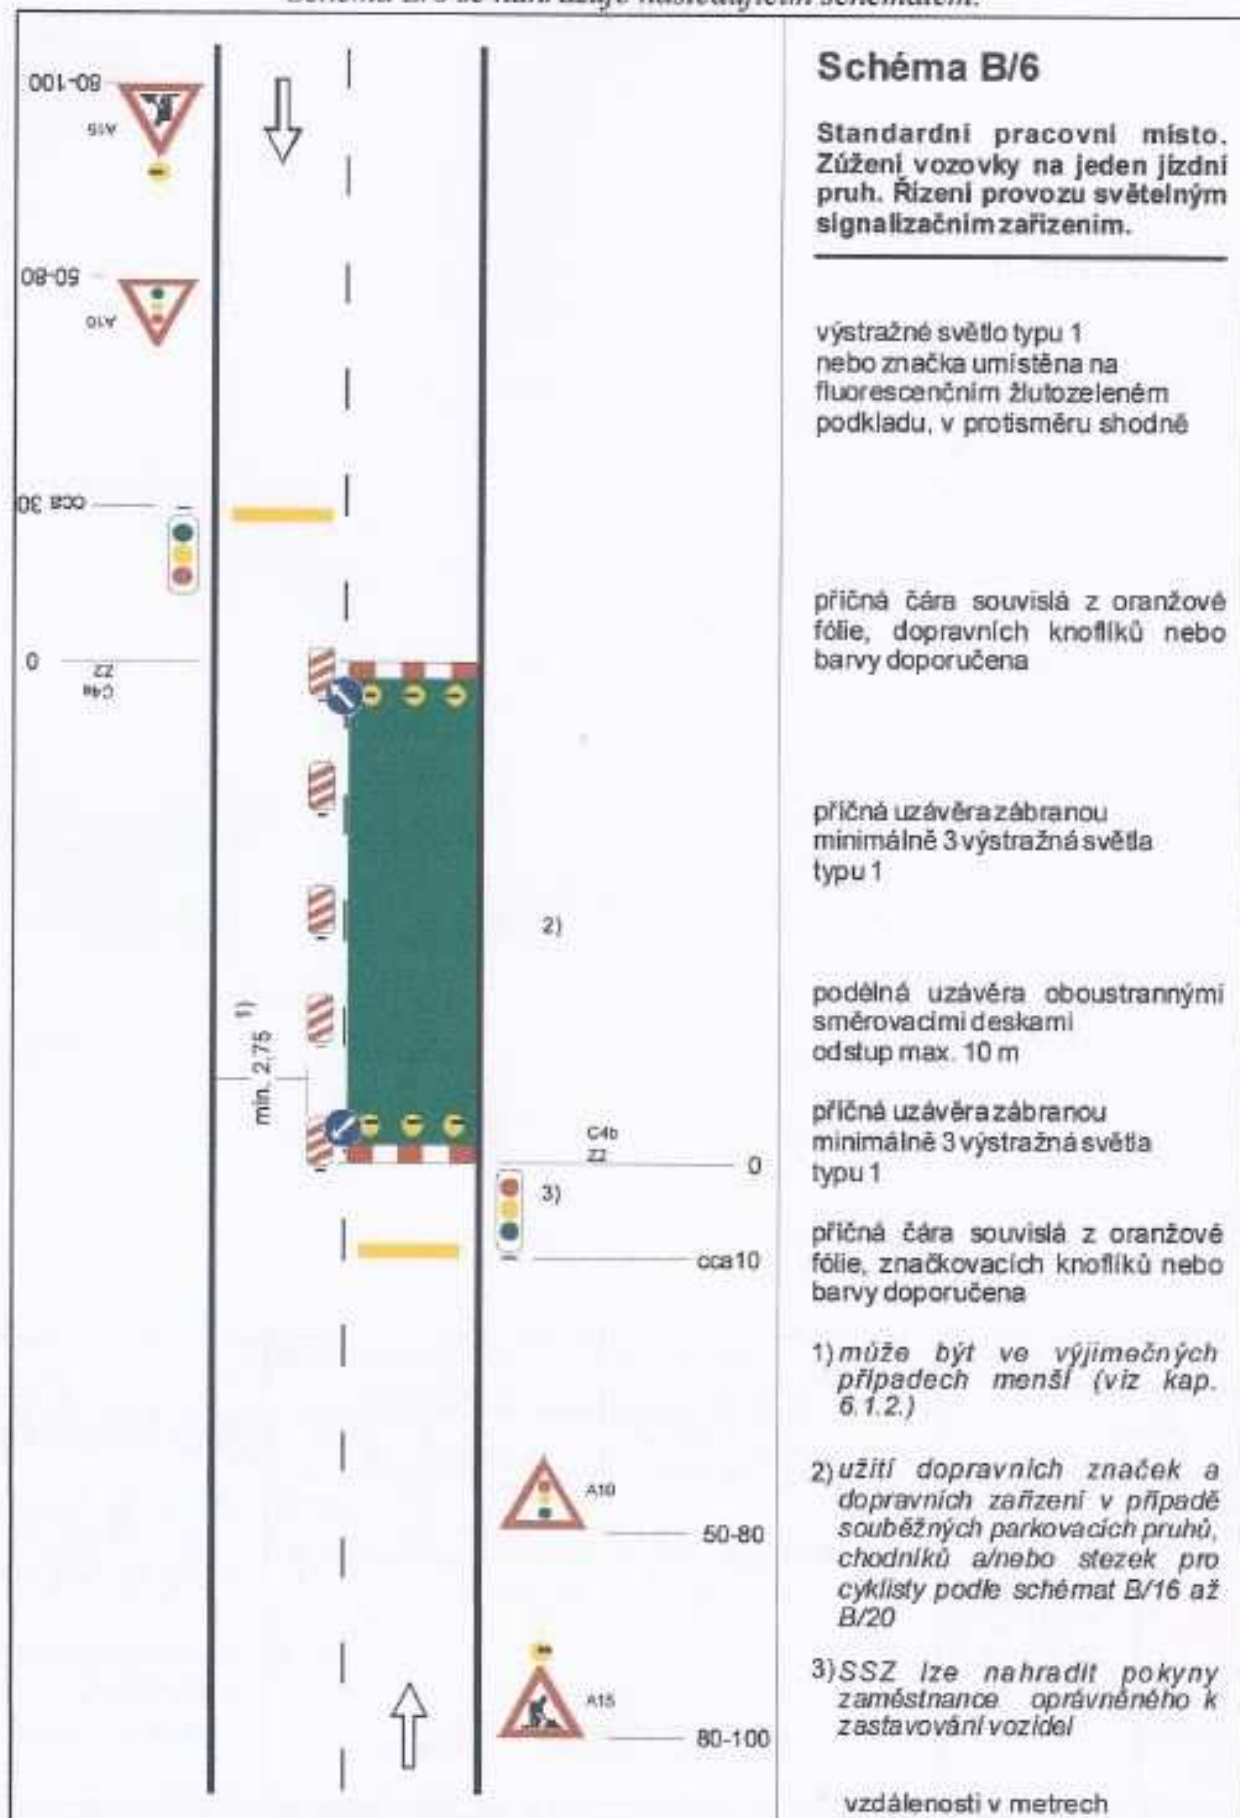 Schéma B/6 se nahrazuje následujícím schématem:
80-100
A15
50-80
A10
cca 30
0
Z2
C4a
min. 2,75 1)
2)
C4b
Z2
0
3)
cca10
A10
50-80
A15
80-100
Schéma B/6
Standardní pracovní místo.
Zúžení vozovky na jeden jízdní
pruh. Řízení provozu světelným
signalizačním zařízením.
výstražné světlo typu 1
nebo značka umístěna na
fluorescenčním žlutozeleném
podkladu, v protisměru shodně
příčná čára souvislá z oranžové
fólie, dopravních knoflíků nebo
barvy doporučena
příčná uzávěra zábranou
minimálně 3 výstražná světla
typu 1
podélná uzávěra oboustrannými
směrovacími deskami
odstup max. 10 m
příčná uzávěra zábranou
minimálně 3 výstražná světla
typu 1
příčná čára souvislá z oranžové
fólie, značkovacích knoflíků nebo
barvy doporučena
1) může být ve výjimečných
případech menší (viz kap.
6.1.2.)
2) užití dopravních značek a
dopravních zařízení v případě
souběžných parkovacích pruhů,
chodníků a/nebo stezek pro
cyklisty podle schémat B/16 až
B/20
3) SSZ lze nahradit pokyny
zaměstnance oprávněného k
zastavování vozidel
vzdálenosti v metrech